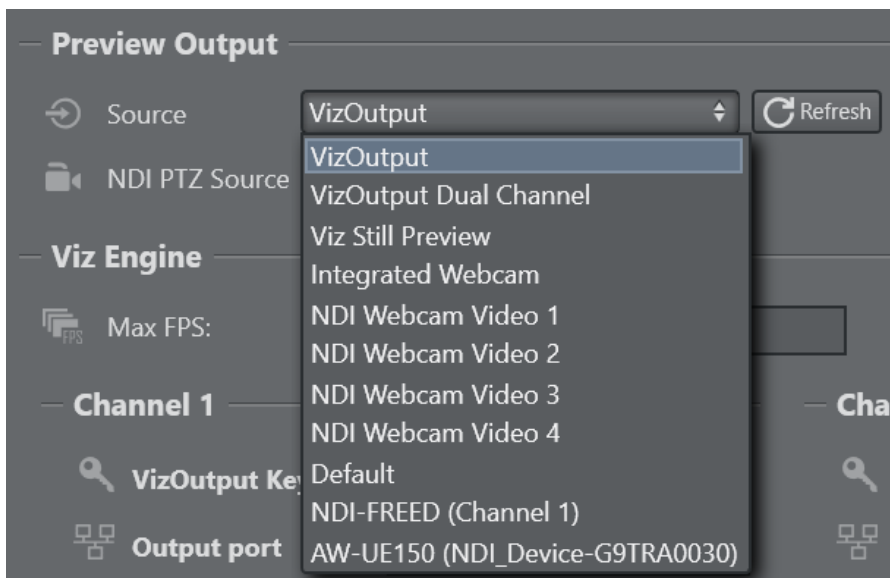 Preview Output
Source
VizOutput
Refresh
VizOutput
NDI PTZ Source
VizOutput Dual Channel
Viz Still Preview
Viz Engine
Integrated Webcam
NDI Webcam Video 1
FPS
Max FPS:
NDI Webcam Video 2
NDI Webcam Video 3
Channel 1
Cha
NDI Webcam Video 4
VizOutput Key
Default
NDI-FREED (Channel 1)
Output port
AW-UE150 (NDI_Device-G9TRA0030)